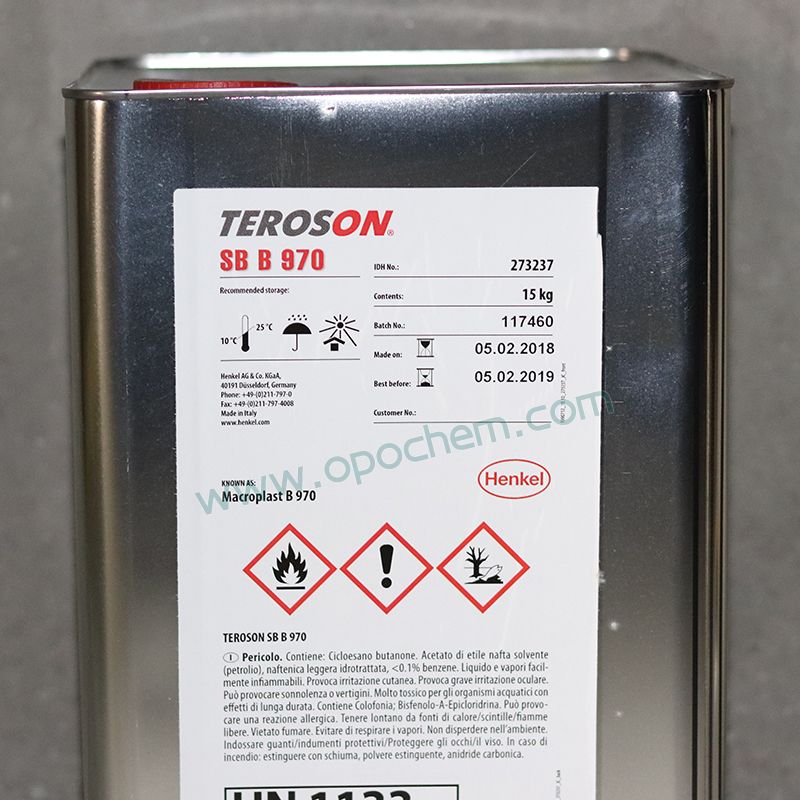 TEROSON®
SB B 970
Recommended storage:
10 °C
25 °C
Henkel AG & Co. KGaA,
40191 Düsseldorf, Germany
Phone: +49-(0)211-797-0
Fax: +49-(0)211-797-4008
Made in Italy
www.henkel.com
IDH No.: 273237
Contents: 15 kg
Batch No.: 117460
Made on: 05.02.2018
Best before: 05.02.2019
Customer No.:
www.opochem.com
KNOWN AS:
Macroplast B 970
Henkel
TEROSON SB B 970
I Pericolo. Contiene: Cicloesano butanone. Acetato di etile nafta solvente
(petrolio), naftenica leggera idrotrattata, <0.1% benzene. Liquido e vapori facil-
mente infiammabili. Provoca irritazione cutanea. Provoca grave irritazione oculare.
Può provocare sonnolenza o vertigini. Molto tossico per gli organismi acquatici con
effetti di lunga durata. Contiene Colofonia; Bisfenolo-A-Epicloridrina. Può provo-
care una reazione allergica. Tenere lontano da fonti di calore/scintille/fiamme
libere. Vietato fumare. Evitare di respirare i vapori. Non disperdere nell'ambiente.
Indossare guanti/indumenti protettivi/Proteggere gli occhi/il viso. In caso di
incendio: estinguere con schiuma, polvere estinguente, anidride carbonica.
UN 1133